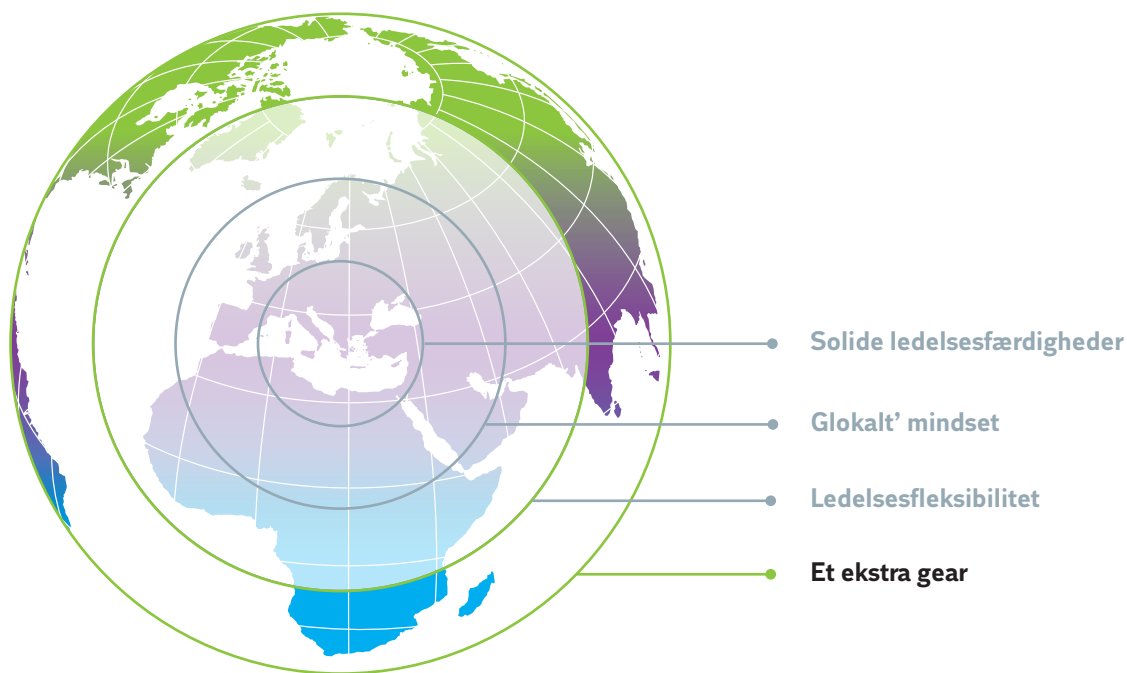 Solide ledelsesfærdigheder
Glokalt’ mindset
Ledelsesfleksibilitet
Et ekstra gear